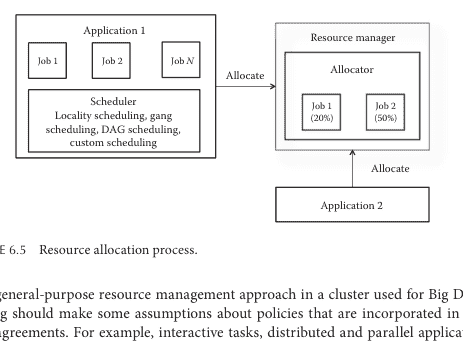 Application 1
Job 1
Job 2
Job N
Scheduler
Locality scheduling, gang
scheduling, DAG scheduling,
custom scheduling
Allocate
Resource manager
Allocator
Job 1
(20%)
Job 2
(50%)
Allocate
Application 2
E 6.5 Resource allocation process.
general-purpose resource management approach in a cluster used for Big D
g should make some assumptions about policies that are incorporated in
greements. For example, interactive tasks, distributed and parallel applicat